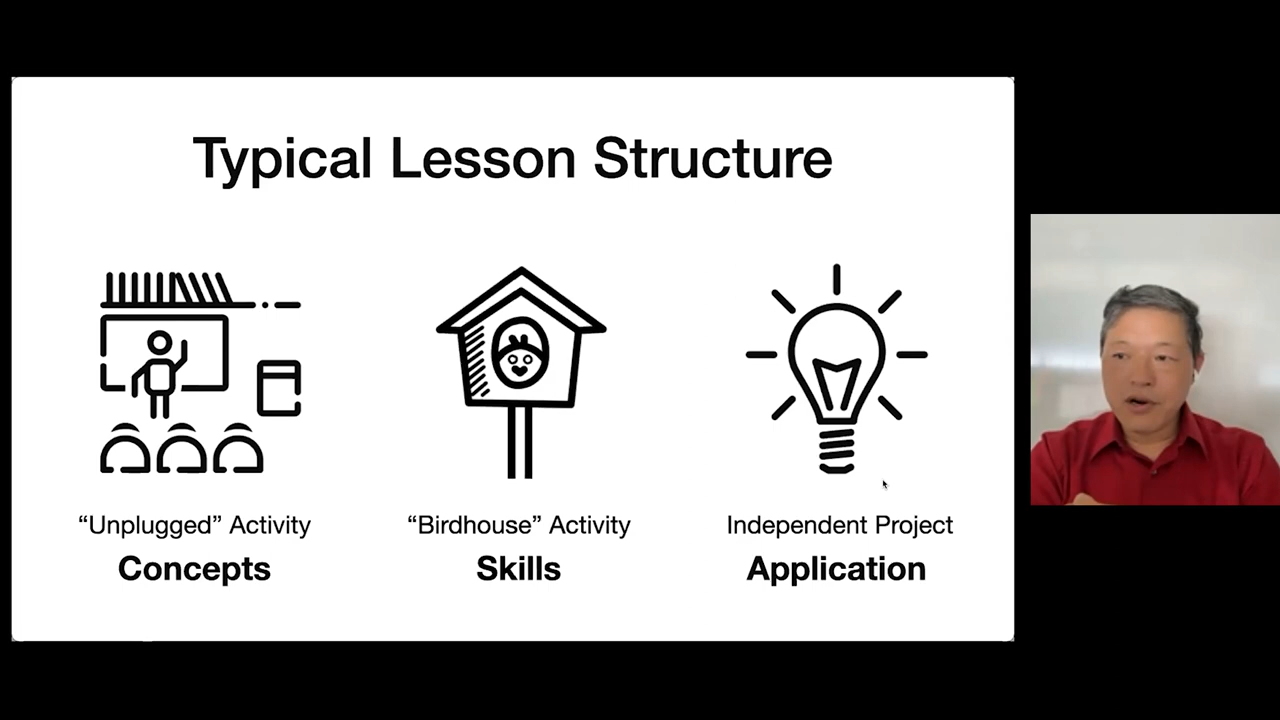 Typical Lesson Structure
“Unplugged” Activity
Concepts
“Birdhouse” Activity
Skills
Independent Project
Application